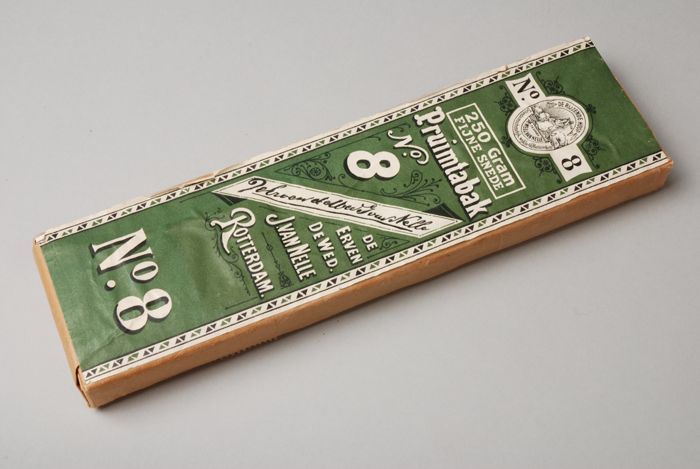 No.
8
250 Gram
FIJNE SNEDE
Pruimtabak
No.
8
DE
ERVEN
DE WED.
J. VAN NELLE
ROTTERDAM.
No. 8